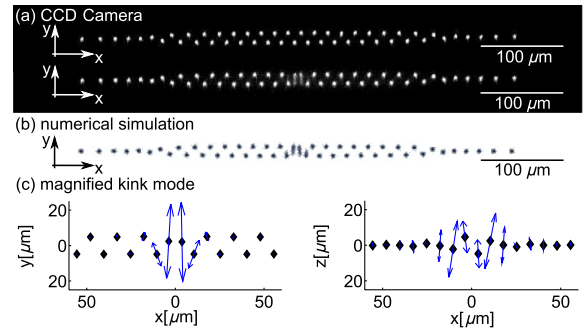 (a) CCD Camera
y
x
100 µm
y
x
100 µm
(b) numerical simulation
y
x
100 µm
(c) magnified kink mode
20
0
20
y[µm]
50
0
50
x[µm]
20
0
20
z[µm]
50
0
50
x[µm]